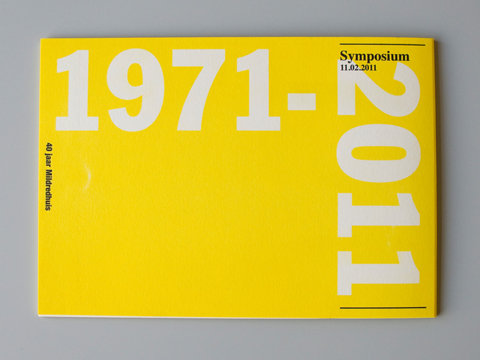 1971-
2011
Symposium
11.02.2011
40 jaar Mildredhuis